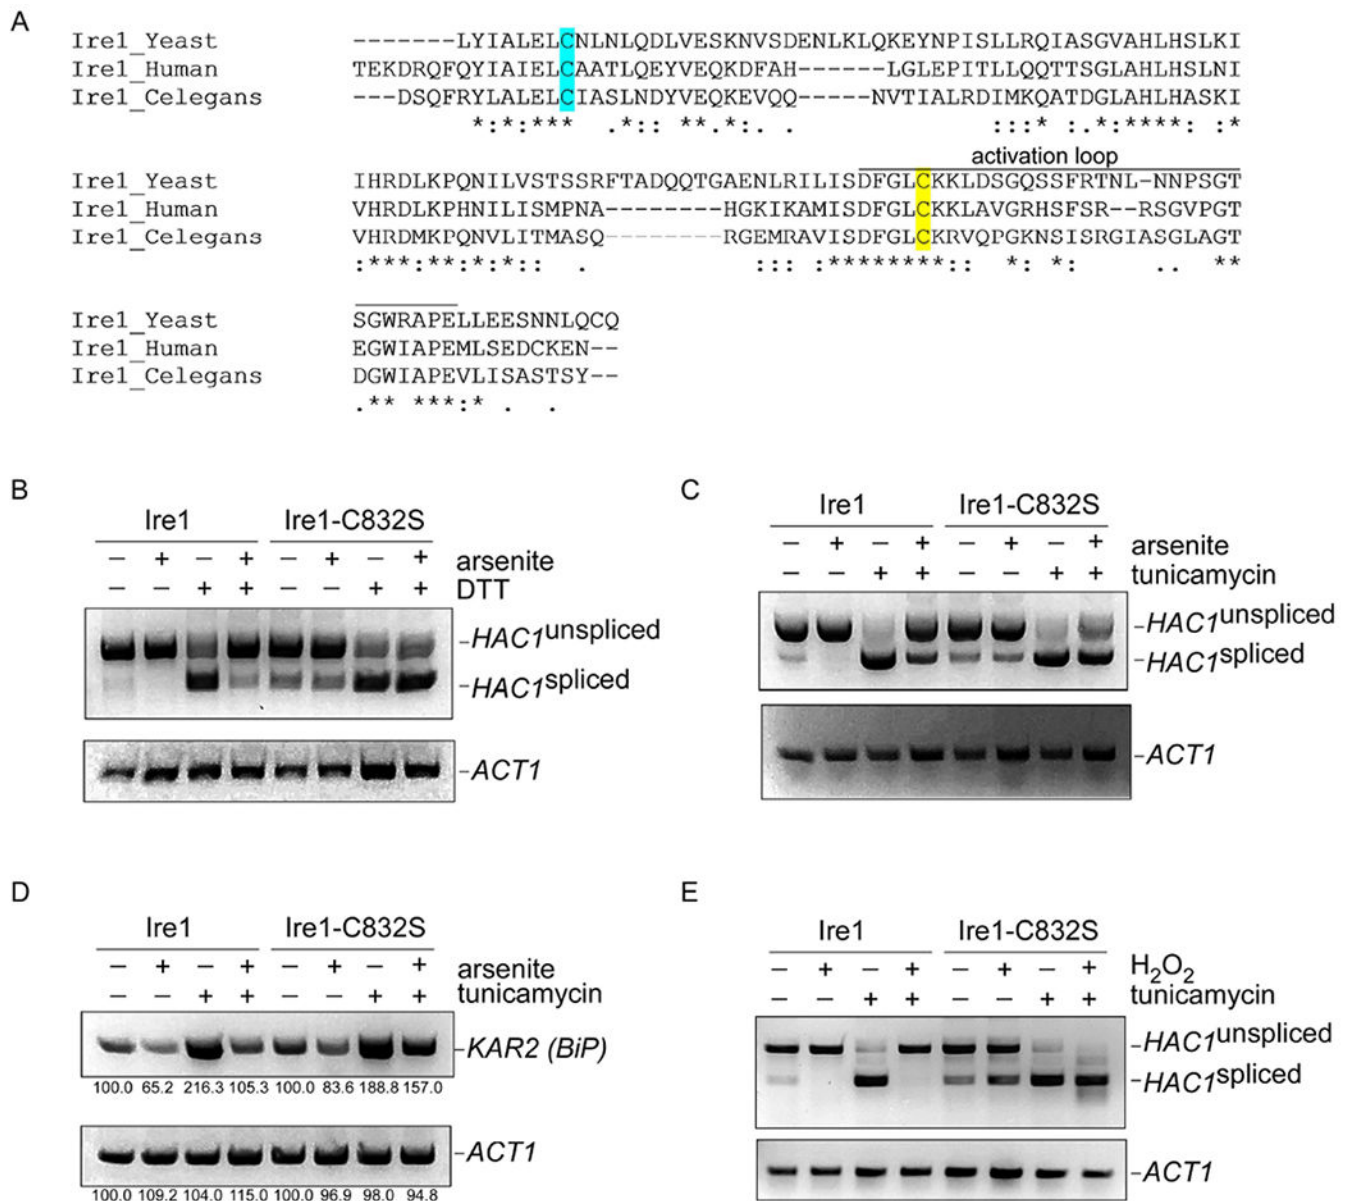 A
Ire1_Yeast -------LYIALELCNLNLQDLVESKNVSDENLKLQKEYNPISLLRQIASGVAHLHSLKI
Ire1_Human TEKDRQFQYIAIELCAATLQEYVEQKDFAH------LGLEPITLLQQTTSGLAHLHSLNI
Ire1_Celegans ---DSQFRYLALELCIASLNDYVEQKEVQQ-----NVTIALRDIMKQATDGLAHLHASKI
*:*:*** .*:: **.*:. . :::* :.*:****: :*
activation loop
Ire1_Yeast IHRDLKPQNILVSTSSRFTADQQTGAENLRILISDFGLCKKLDSGQSSFRTNL-NNPSGT
Ire1_Human VHRDLKPHNILISMPNA--------HGKIKAMISDFGLCKKLAVGRHSFSR--RSGVPGT
Ire1_Celegans VHRDMKPQNVLITMASQ--------RGEMRAVISDFGLCKRVQPGKNSISRGIASGLAGT
:***:**:*:*:: . ::: :********:: *: *: .. **
Ire1_Yeast SGWRAPELLEESNNLQCQ
Ire1_Human EGWIAPEMLSEDCKEN--
Ire1_Celegans DGWIAPEVLISASTSY--
.** ***:* . .
B
Ire1 Ire1-C832S
− + − + − + − + arsenite
− − + + − − + + DTT
-HAC1unspliced
-HAC1spliced
-ACT1
C
Ire1 Ire1-C832S
− + − + − + − + arsenite
− − + + − − + + tunicamycin
-HAC1unspliced
-HAC1spliced
-ACT1
D
Ire1 Ire1-C832S
− + − + − + − + arsenite
− − + + − − + + tunicamycin
-KAR2 (BiP)
100.0 65.2 216.3 105.3 100.0 83.6 188.8 157.0
-ACT1
100.0 109.2 104.0 115.0 100.0 96.9 98.0 94.8
E
Ire1 Ire1-C832S
− + − + − + − + H2O2
− − + + − − + + tunicamycin
-HAC1unspliced
-HAC1spliced
-ACT1